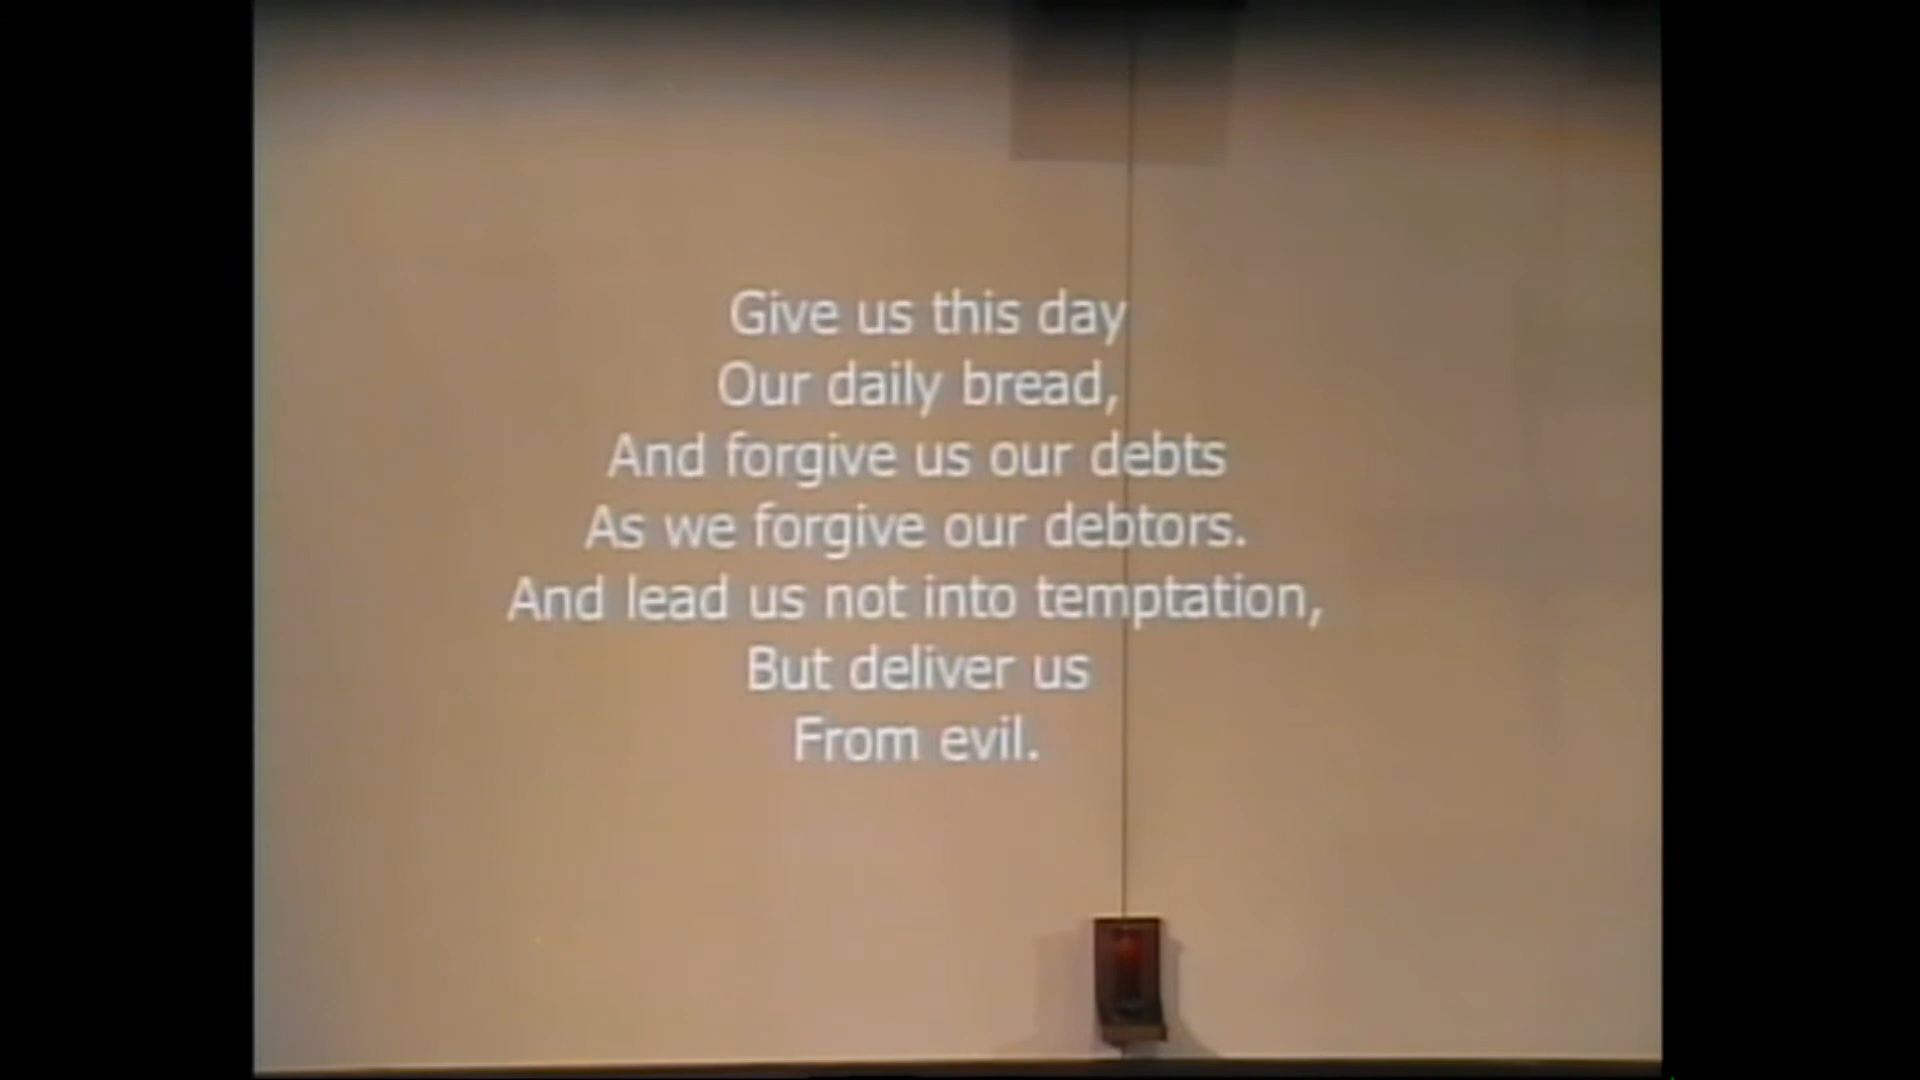 Give us this day
Our daily bread,
And forgive us our debts
As we forgive our debtors.
And lead us not into temptation,
But deliver us
From evil.